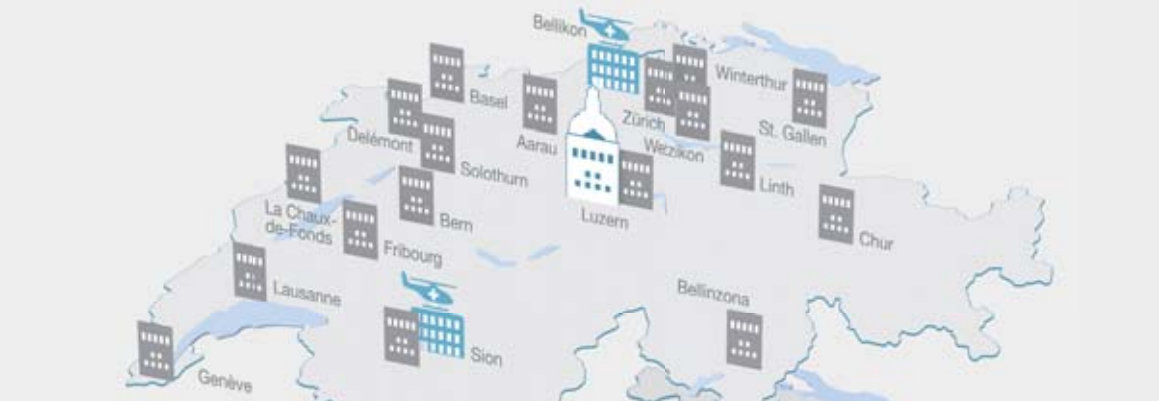 Bellikon
Winterthur
Basel
Zürich
St. Gallen
Delémont
Aarau
Wetzikon
Solothurn
Linth
La Chaux-
de-Fonds
Bern
Luzern
Chur
Fribourg
Lausanne
Bellinzona
Sion
Genève